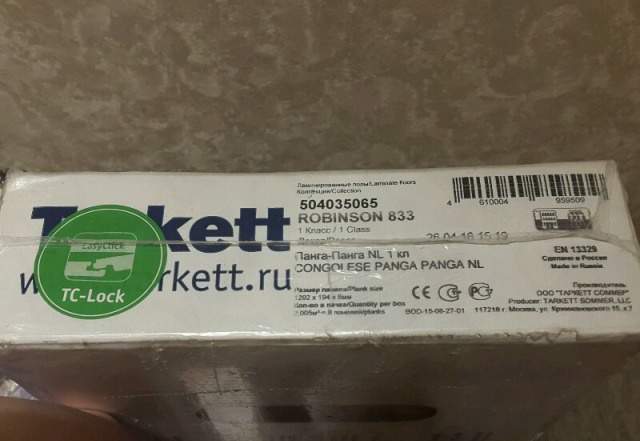 Ламинированные полы/Laminate Floors
Коллекция/Collection
504035065
ROBINSON 833
1 Класс / 1 Class
26-04-16 15:19
Панга-Панга NL 1 кл
CONGOLESE PANGA PANGA NL
Размер панели/Plank size
1292 x 194 x 8мм
Кол-во в пачке/Quantity per box
2,005м² = 8 панелей/planks
BOD-15-06-27-01
4 610004 959509
EN 13329
Сделано в России
Made in Russia
Производитель
ООО "ТАРКЕТТ СОММЕР"
Producer: TARKETT SOMMER, LLC
117218 г. Москва, ул. Кржижановского 15, к.7
Tarkett
rkett.ru
EasyClick
TC-Lock